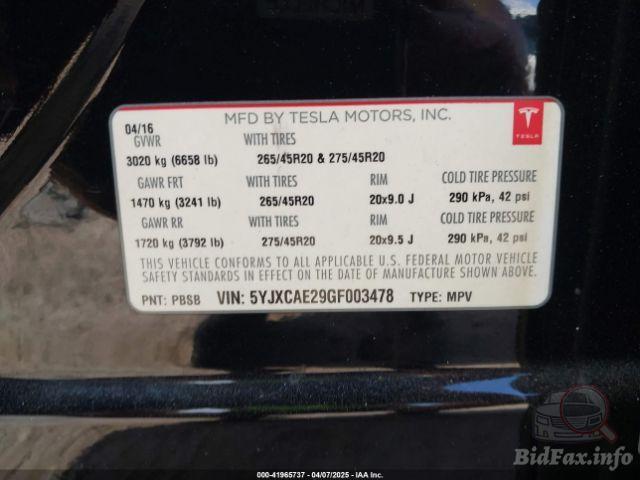 MFD BY TESLA MOTORS, INC.
04/16
GVWR WITH TIRES
3020 kg (6658 lb) 265/45R20 & 275/45R20
TESLA
GAWR FRT WITH TIRES RIM COLD TIRE PRESSURE
1470 kg (3241 lb) 265/45R20 20x9.0 J 290 kPa, 42 psi
GAWR RR WITH TIRES RIM COLD TIRE PRESSURE
1720 kg (3792 lb) 275/45R20 20x9.5 J 290 kPa, 42 psi
THIS VEHICLE CONFORMS TO ALL APPLICABLE U.S. FEDERAL MOTOR VEHICLE
SAFETY STANDARDS IN EFFECT ON THE DATE OF MANUFACTURE SHOWN ABOVE.
PNT: PBSB VIN: 5YJXCAE29GF003478 TYPE: MPV
BidFax.info
000-41965737 - 04/07/2025 - IAA Inc.